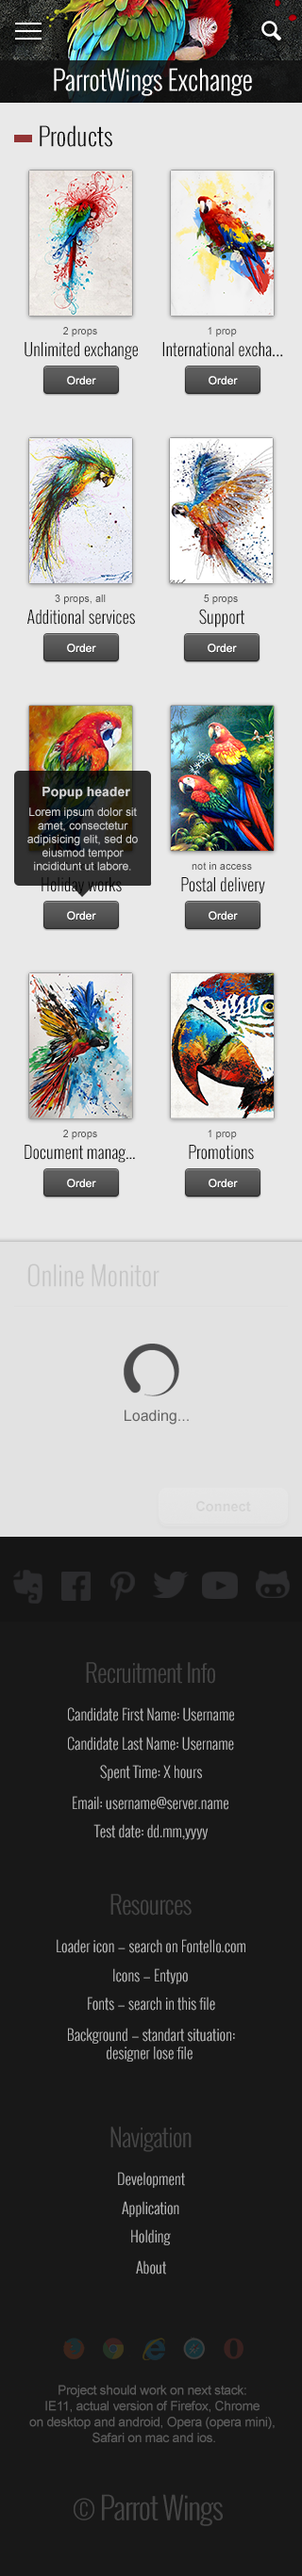 ParrotWings Exchange
Products
2 props
Unlimited exchange
Order
1 prop
International excha...
Order
3 props, all
Additional services
Order
5 props
Support
Order
Popup header
Lorem ipsum dolor sit
amet, consectetur
adipisicing elit, sed do
eiusmod tempor
incididunt ut labore.
Holiday works
Order
not in access
Postal delivery
Order
2 props
Document manag...
Order
1 prop
Promotions
Order
Online Monitor
Loading...
Connect
Recruitment Info
Candidate First Name: Username
Candidate Last Name: Username
Spent Time: X hours
Email: username@server.name
Test date: dd.mm,yyyy
Resources
Loader icon – search on Fontello.com
Icons – Entypo
Fonts – search in this file
Background – standart situation:
designer lose file
Navigation
Development
Application
Holding
About
Project should work on next stack:
IE11, actual version of Firefox, Chrome
on desktop and android, Opera (opera mini),
Safari on mac and ios.
© Parrot Wings